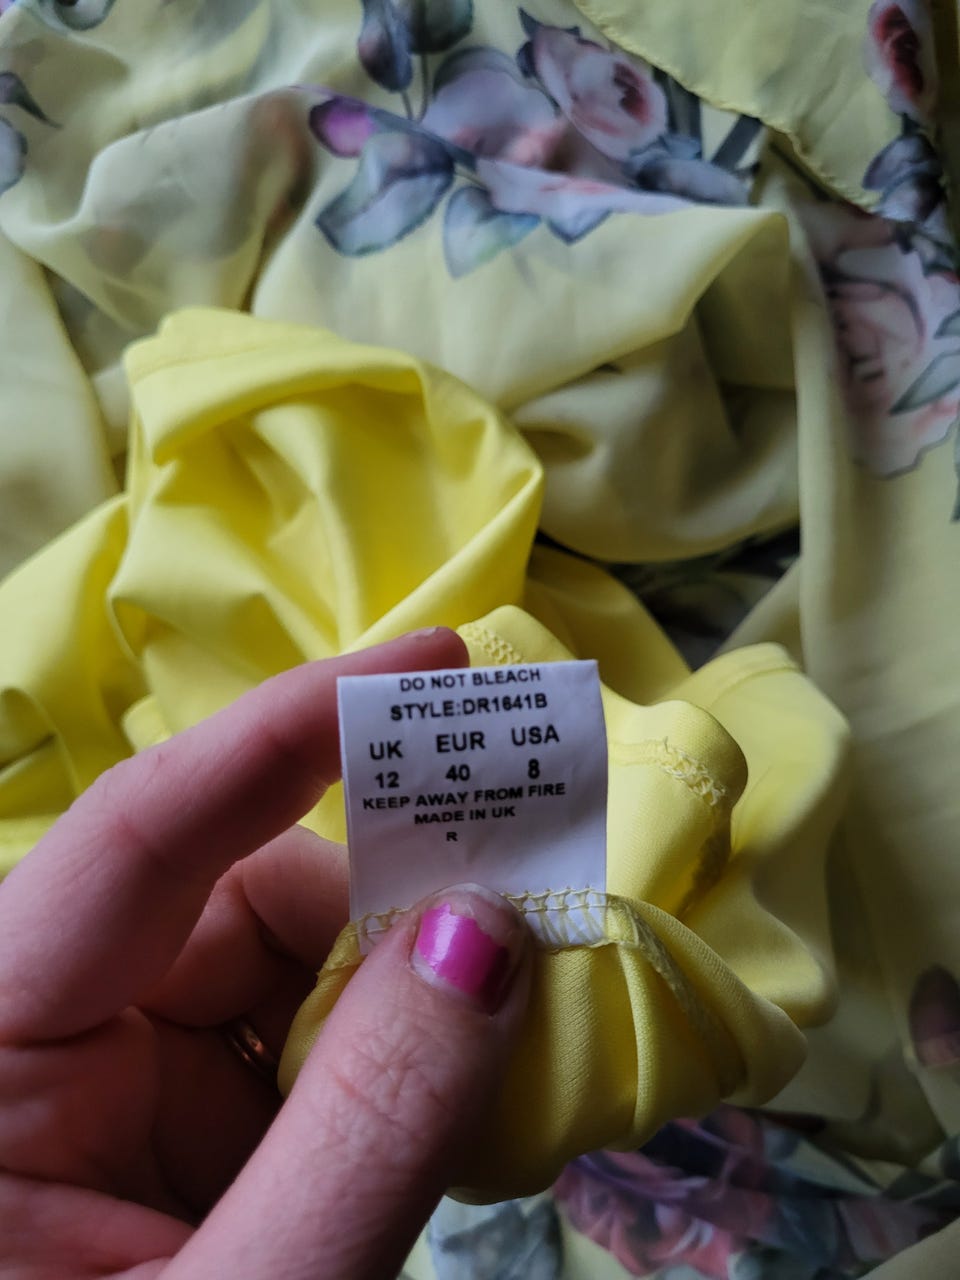 DO NOT BLEACH
STYLE:DR1641B
UK EUR USA
12 40 8
KEEP AWAY FROM FIRE
MADE IN UK
R